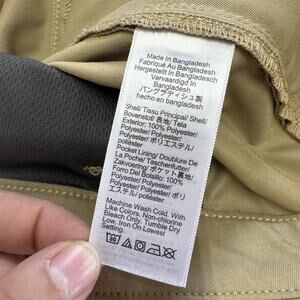 Made In Bangladesh
Fabriqué Au Bangladesh
Hergestellt In Bangladesh
Vervaardigd In
Bangladesh
バングラディシュ製
hecho en bangladesh
Shell/ Tissu Principal/ Shell/
Bovenstof/ 表地/ Tela
Exterior: 100% Polyester/
Polyester/ Polyester/
Polyester/ ポリエステル/
poliéster
Pocket Lining/ Doublure De
La Poche/ Taschenfutter/
Zakvoering/ ポケット裏地/
Forro Del Bolsillo: 100%
Polyester/ Polyester/
Polyester/ Polyester/ ポリ
エステル/ poliéster
Machine Wash Cold. With
Like Colors. Non-chlorine
Bleach Only. Tumble Dry
Low. Iron On Lowest
Setting.
30